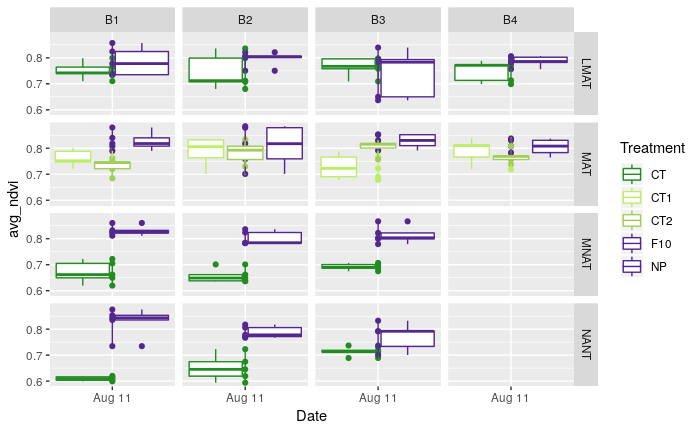 B1 B2 B3 B4
0.8
0.7
0.6
LMAT
0.8
0.7
0.6
MAT
0.8
0.7
0.6
MNAT
0.8
0.7
0.6
NANT
avg_ndvi
Aug 11 Aug 11 Aug 11 Aug 11
Date
Treatment
CT
CT1
CT2
F10
NP